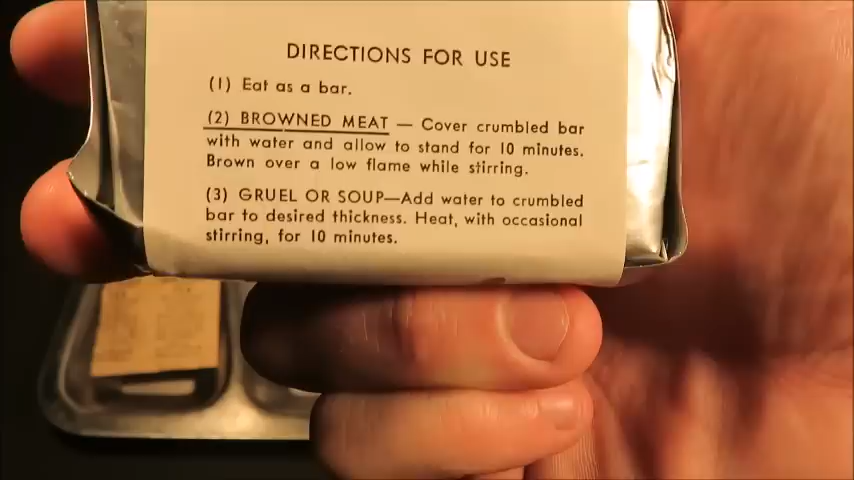 DIRECTIONS FOR USE
(1) Eat as a bar.
(2) BROWNED MEAT — Cover crumbled bar
with water and allow to stand for 10 minutes.
Brown over a low flame while stirring.
(3) GRUEL OR SOUP—Add water to crumbled
bar to desired thickness. Heat, with occasional
stirring, for 10 minutes.